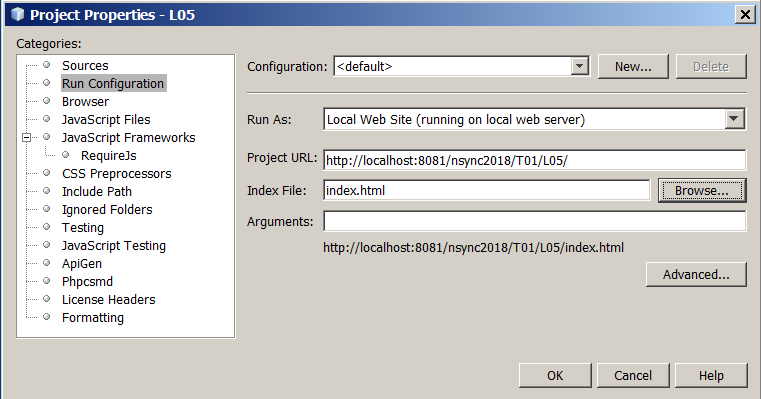 Project Properties - L05
Categories:
Sources
Run Configuration
Browser
JavaScript Files
JavaScript Frameworks
RequireJs
CSS Preprocessors
Include Path
Ignored Folders
Testing
JavaScript Testing
ApiGen
Phpcsmd
License Headers
Formatting
Configuration: <default> New... Delete
Run As: Local Web Site (running on local web server)
Project URL: http://localhost:8081/nsync2018/T01/L05/
Index File: index.html Browse...
Arguments:
http://localhost:8081/nsync2018/T01/L05/index.html
Advanced...
OK Cancel Help